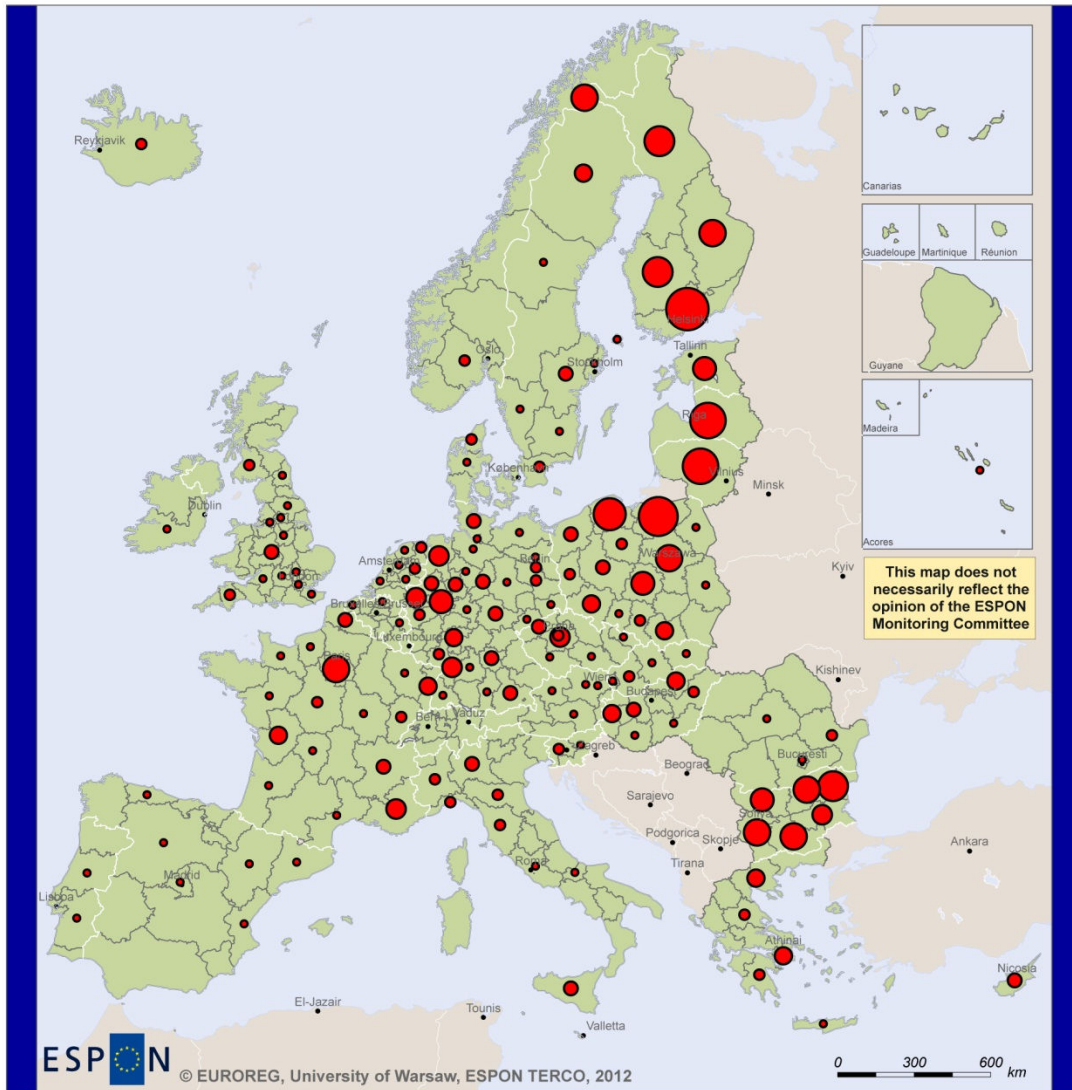 Reykjavik
Canarias
Guadeloupe
Martinique
Réunion
Guyane
Madeira
Acores
This map does not
necessarily reflect the
opinion of the ESPON
Monitoring Committee
Helsinki
Tallinn
Oslo
Stockholm
Riga
Vilnius
Minsk
København
Dublin
London
Amsterdam
Berlin
Warszawa
Kyiv
Luxembourg
Praha
Paris
Wien
Budapest
Kishinev
Bern
Vaduz
Zagreb
Bucuresti
Beograd
Sarajevo
Sofiya
Podgorica
Skopje
Tirana
Ankara
Roma
Madrid
Lisboa
Athinai
Nicosia
El-Jazair
Tounis
Valletta
ESPON
© EUROREG, University of Warsaw, ESPON TERCO, 2012
0 300 600
km